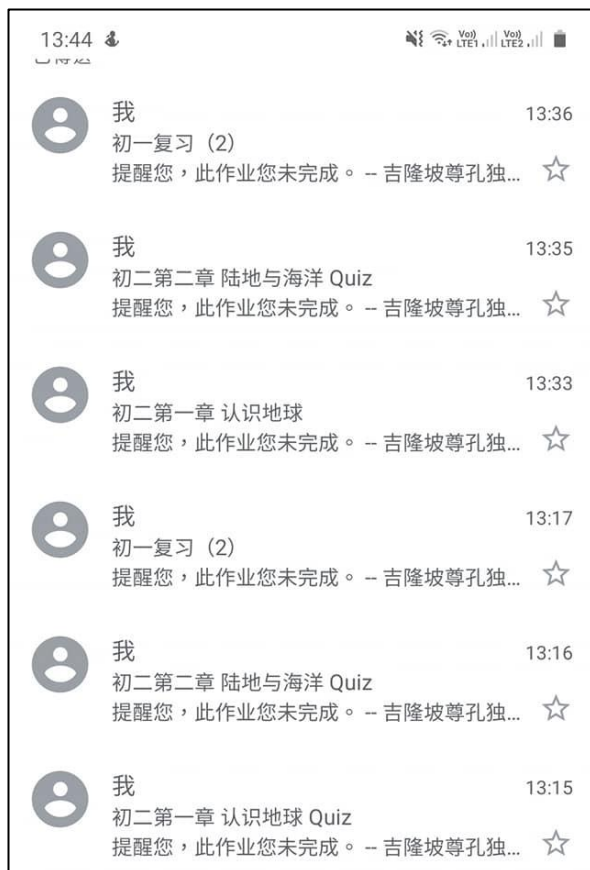 13:44
Vo)) Vo))
LTE1 LTE2
我 13:36
初一复习（2）
提醒您，此作业您未完成。 -- 吉隆坡尊孔独...
我 13:35
初二第二章 陆地与海洋 Quiz
提醒您，此作业您未完成。 -- 吉隆坡尊孔独...
我 13:33
初二第一章 认识地球
提醒您，此作业您未完成。 -- 吉隆坡尊孔独...
我 13:17
初一复习（2）
提醒您，此作业您未完成。 -- 吉隆坡尊孔独...
我 13:16
初二第二章 陆地与海洋 Quiz
提醒您，此作业您未完成。 -- 吉隆坡尊孔独...
我 13:15
初二第一章 认识地球 Quiz
提醒您，此作业您未完成。 -- 吉隆坡尊孔独...